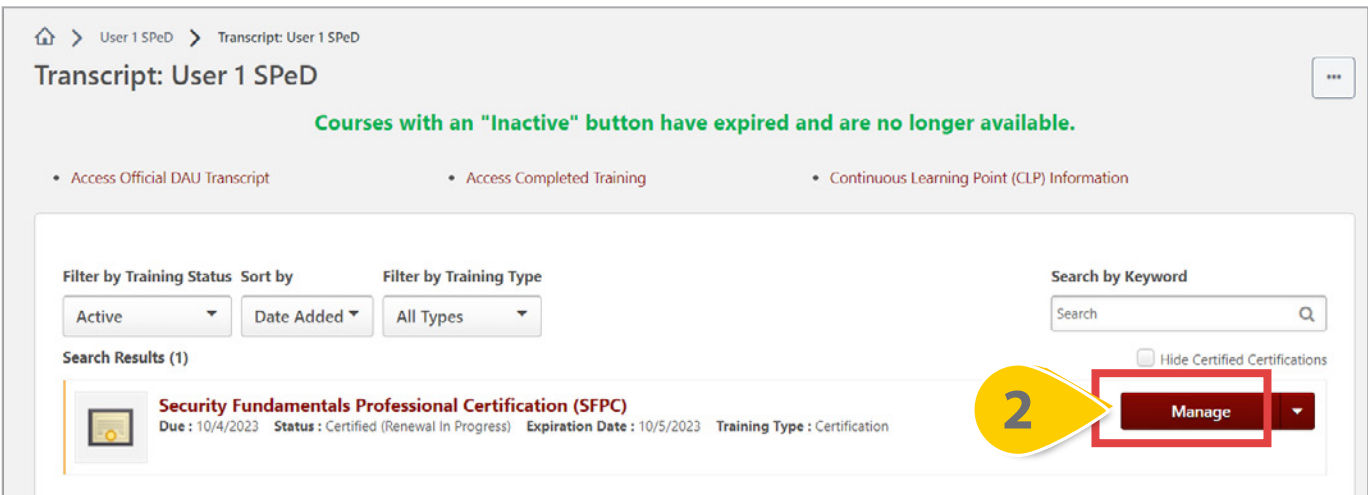 User 1 SPeD > Transcript: User 1 SPeD
Transcript: User 1 SPeD
...
Courses with an "Inactive" button have expired and are no longer available.
• Access Official DAU Transcript • Access Completed Training • Continuous Learning Point (CLP) Information
Filter by Training Status Sort by Filter by Training Type Search by Keyword
Active Date Added All Types Search
Search Results (1) Hide Certified Certifications
Security Fundamentals Professional Certification (SFPC)
Due : 10/4/2023 Status : Certified (Renewal In Progress) Expiration Date : 10/5/2023 Training Type : Certification
2 Manage